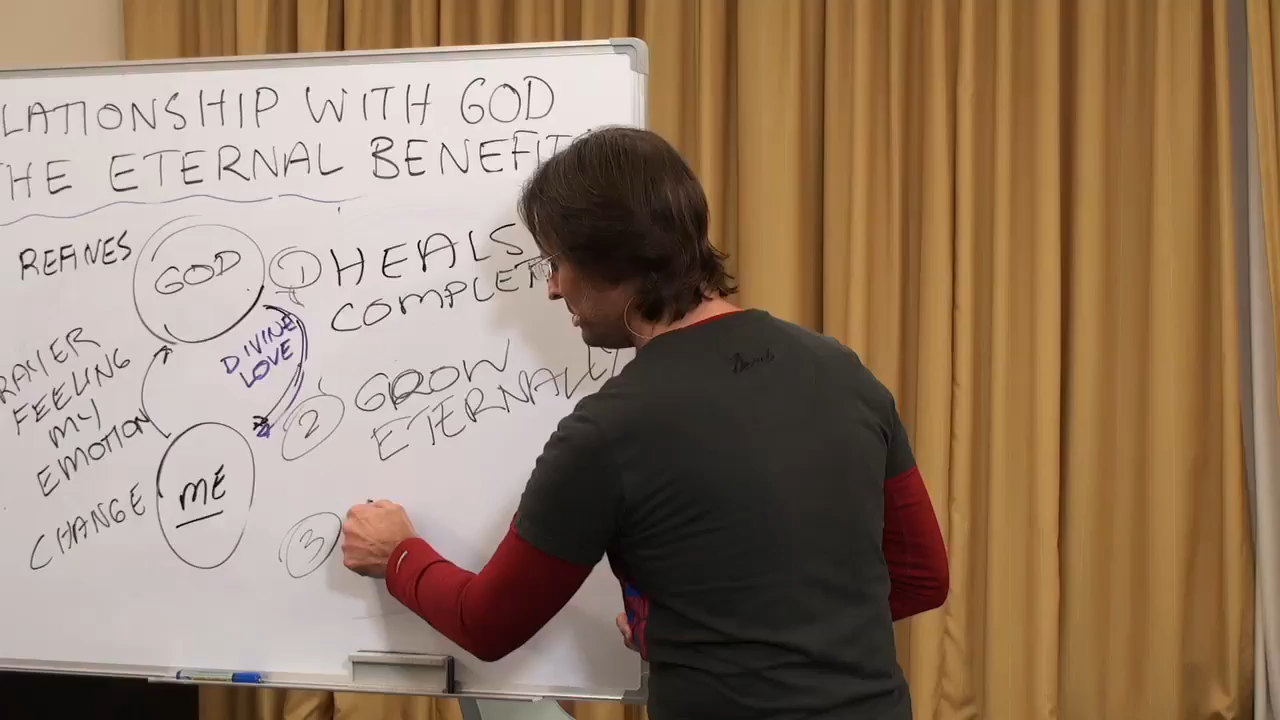 LATIONSHIP WITH GOD
THE ETERNAL BENEFIT
REFINES
GOD
1 HEALS
COMPLET
DIVINE
LOVE
RAYER
FEELING
MY
EMOTION
CHANGE
ME
2 GROW
ETERNALLY
3